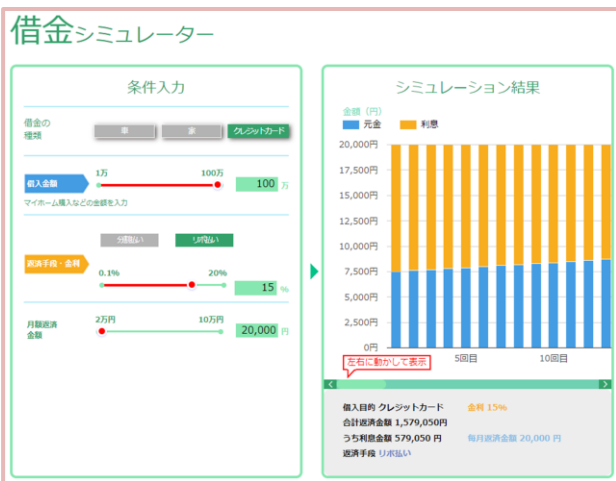 借金シミュレーター
条件入力
借金の
種類
車
家
クレジットカード
1万
100万
借入金額
100 万
マイホーム購入などの金額を入力
分割払い
リボ払い
返済手段・金利
0.1%
20%
15 %
2万円
10万円
月額返済
金額
20,000 円
シミュレーション結果
金額（円）
元金
利息
20,000円
17,500円
15,000円
12,500円
10,000円
7,500円
5,000円
2,500円
0円
5回目
10回目
左右に動かして表示
借入目的 クレジットカード
金利 15%
合計返済金額 1,579,050円
うち利息金額 579,050 円
毎月返済金額 20,000 円
返済手段 リボ払い